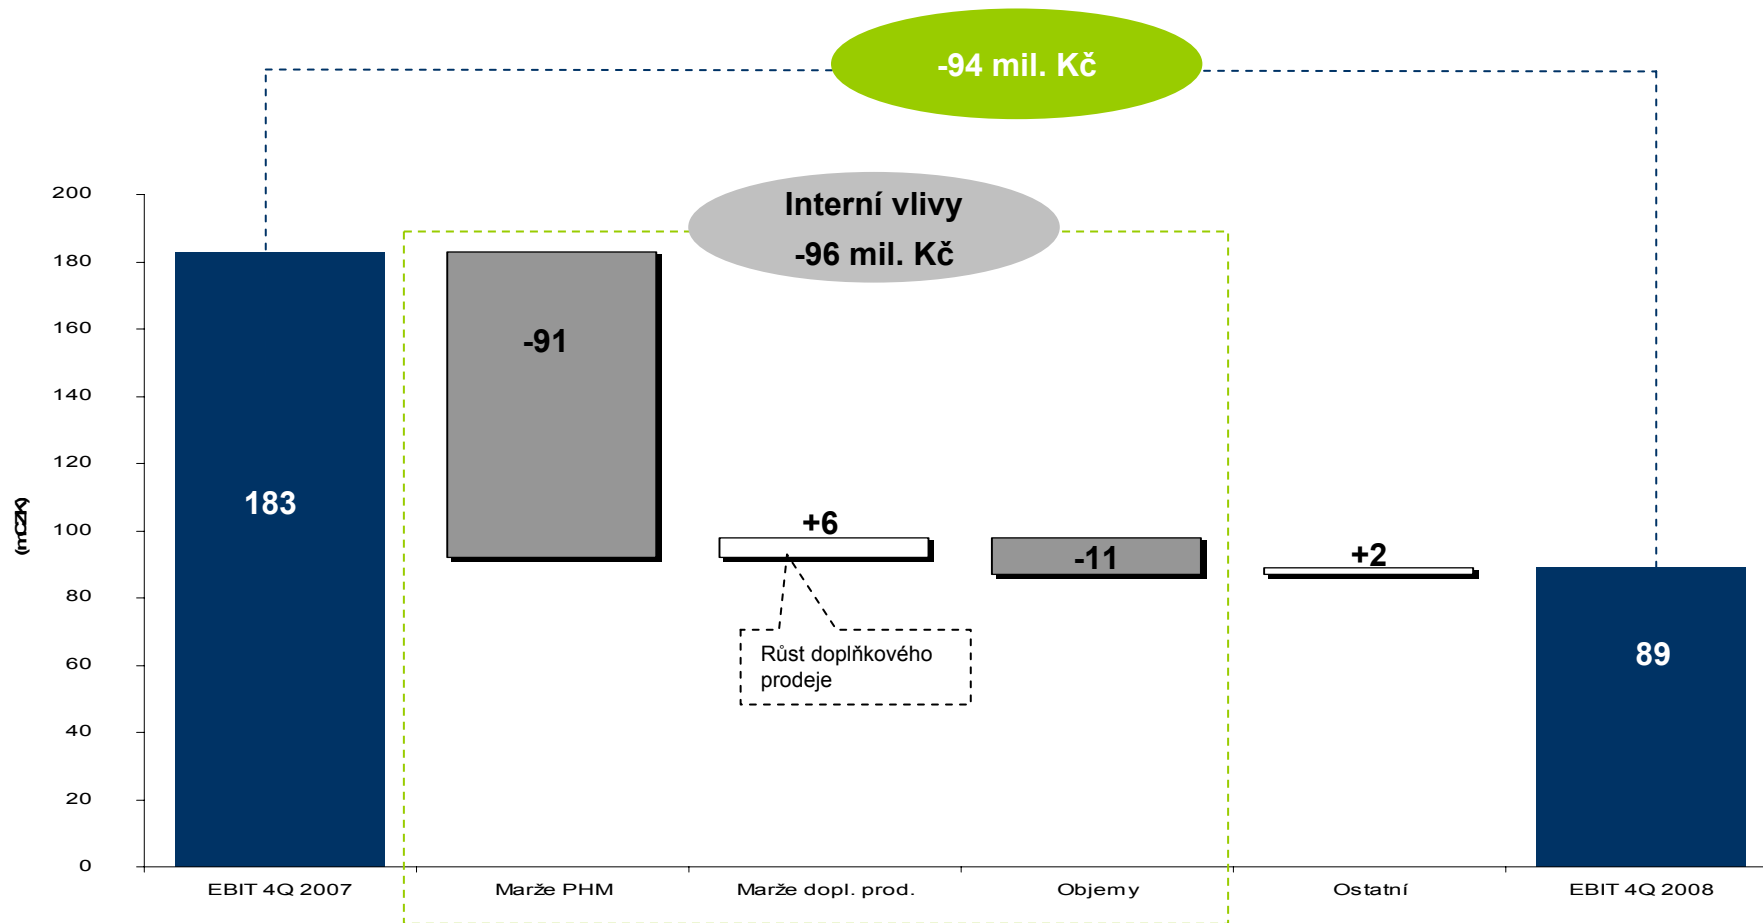 -94 mil. Kč
Interní vlivy
-96 mil. Kč
200
180
160
140
120
100
80
60
40
20
0
(mCZK)
183
-91
+6
-11
+2
89
Růst doplňkového
prodeje
EBIT 4Q 2007
Marže PHM
Marže dopl. prod.
Objemy
Ostatní
EBIT 4Q 2008